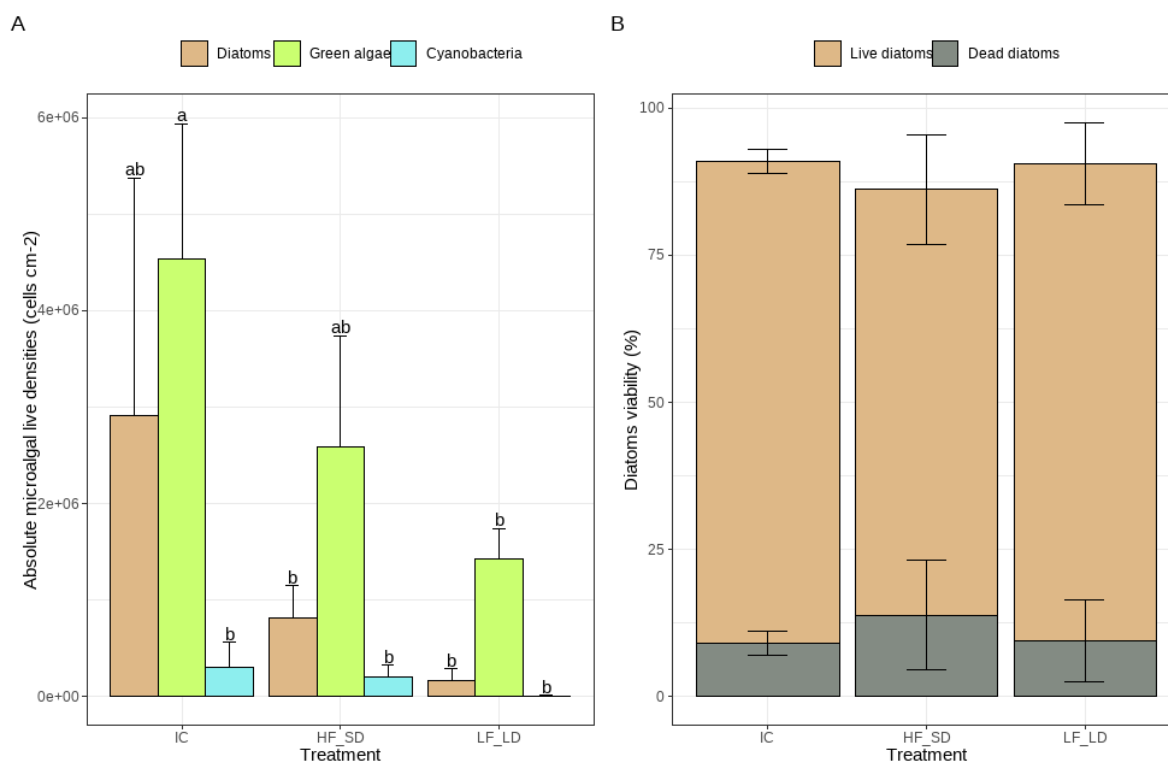 A
Diatoms Green algae Cyanobacteria
Absolute microalgal live densities (cells cm-2)
6e+06
4e+06
2e+06
0e+00
ab
a
b
b
ab
b
b
b
b
IC HF_SD LF_LD
Treatment
B
Live diatoms Dead diatoms
Diatoms viability (%)
100
75
50
25
0
IC HF_SD LF_LD
Treatment